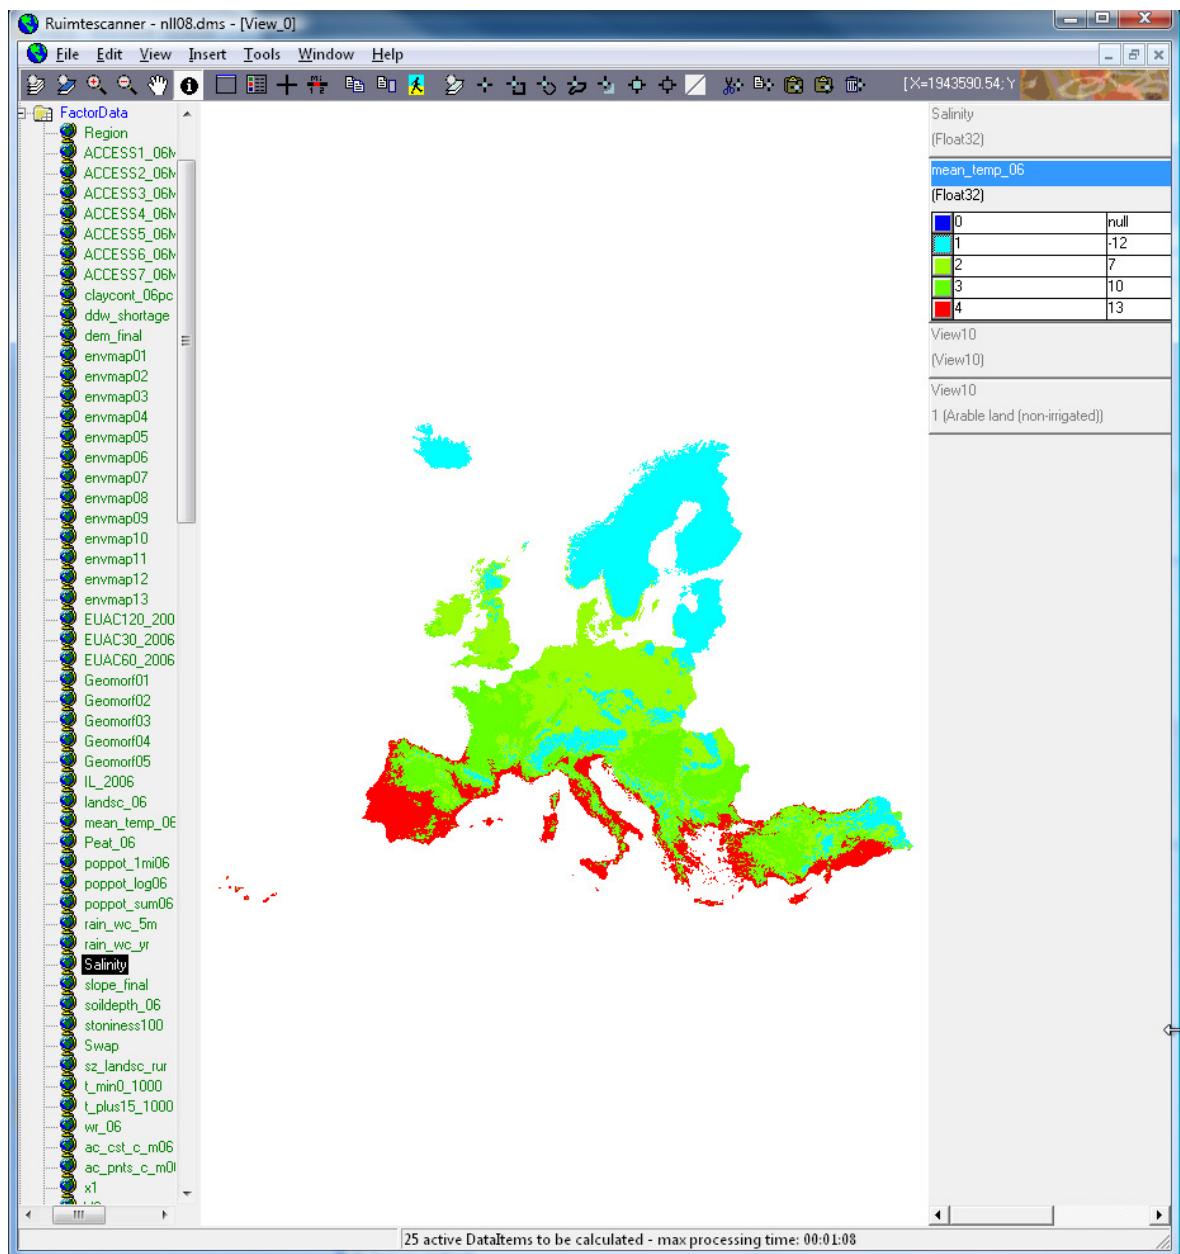 Ruimtescanner - nll08.dms - [View_0]
File Edit View Insert Tools Window Help
[X=1943590.54; Y
FactorData
Region
ACCESS1_06M
ACCESS2_06M
ACCESS3_06M
ACCESS4_06M
ACCESS5_06M
ACCESS6_06M
ACCESS7_06M
claycont_06pc
ddw_shortage
dem_final
envmap01
envmap02
envmap03
envmap04
envmap05
envmap06
envmap07
envmap08
envmap09
envmap10
envmap11
envmap12
envmap13
EUAC120_200
EUAC30_2006
EUAC60_2006
Geomorf01
Geomorf02
Geomorf03
Geomorf04
Geomorf05
IL_2006
landsc_06
mean_temp_06
Peat_06
poppot_1mi06
poppot_log06
poppot_sum06
rain_wc_5m
rain_wc_yr
Salinity
slope_final
soildepth_06
stoniness100
Swap
sz_landsc_rur
t_min0_1000
t_plus15_1000
wr_06
ac_cst_c_m06
ac_pnts_c_m0
x1
Salinity
(Float32)
mean_temp_06
(Float32)
0 null
1 -12
2 7
3 10
4 13
View10
(View10)
View10
1 (Arable land (non-irrigated))
25 active DataItems to be calculated - max processing time: 00:01:08